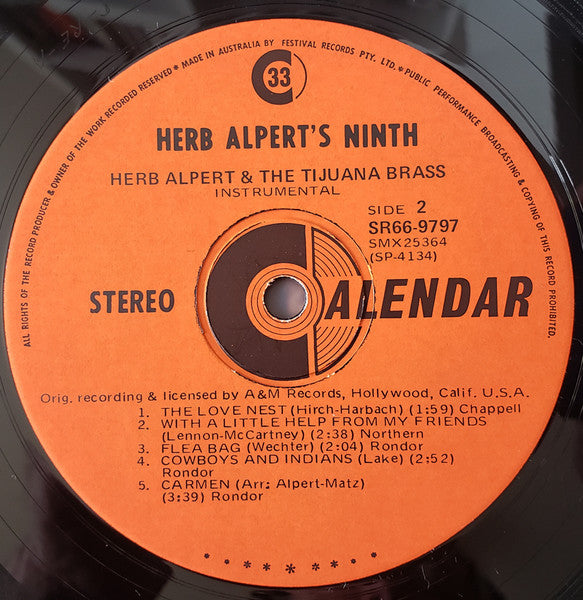 ALL RIGHTS OF THE RECORD PRODUCER & OWNER OF THE WORK RECORDED RESERVED * MADE IN AUSTRALIA BY FESTIVAL RECORDS PTY. LTD. * PUBLIC PERFORMANCE BROADCASTING & COPYING OF THIS RECORD PROHIBITED.
33
HERB ALPERT'S NINTH
HERB ALPERT & THE TIJUANA BRASS
INSTRUMENTAL
SIDE 2
SR66-9797
SMX25364
(SP-4134)
STEREO
CALENDAR
Orig. recording & licensed by A&M Records, Hollywood, Calif. U.S.A.
1. THE LOVE NEST (Hirch-Harbach) (1:59) Chappell
2. WITH A LITTLE HELP FROM MY FRIENDS
(Lennon-McCartney) (2:38) Northern
3. FLEA BAG (Wechter) (2:04) Rondor
4. COWBOYS AND INDIANS (Lake) (2:52)
Rondor
5. CARMEN (Arr: Alpert-Matz)
(3:39) Rondor